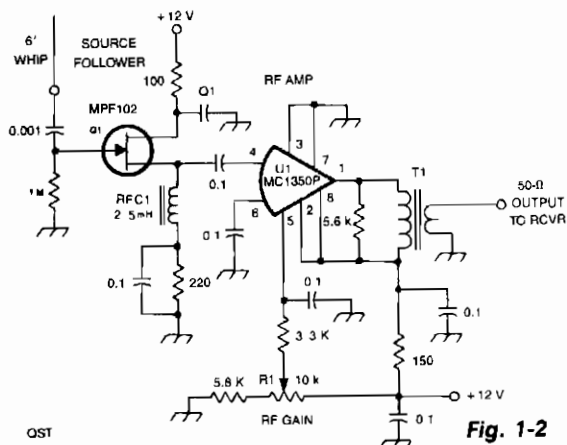 6'
WHIP
SOURCE
FOLLOWER
+12 V
100
Q1
RF AMP
MPF102
Q1
0.001
1M
RFC1
2 5mH
0.1
220
0.1
4
3
7
1
U1
MC1350P
6
5
2
8
0 1
5.6 k
T1
50-Ω
OUTPUT
TO RCVR
0 1
0.1
3 3 K
150
5.8 K
R1
10 k
+12 V
RF GAIN
0 1
QST
Fig. 1-2